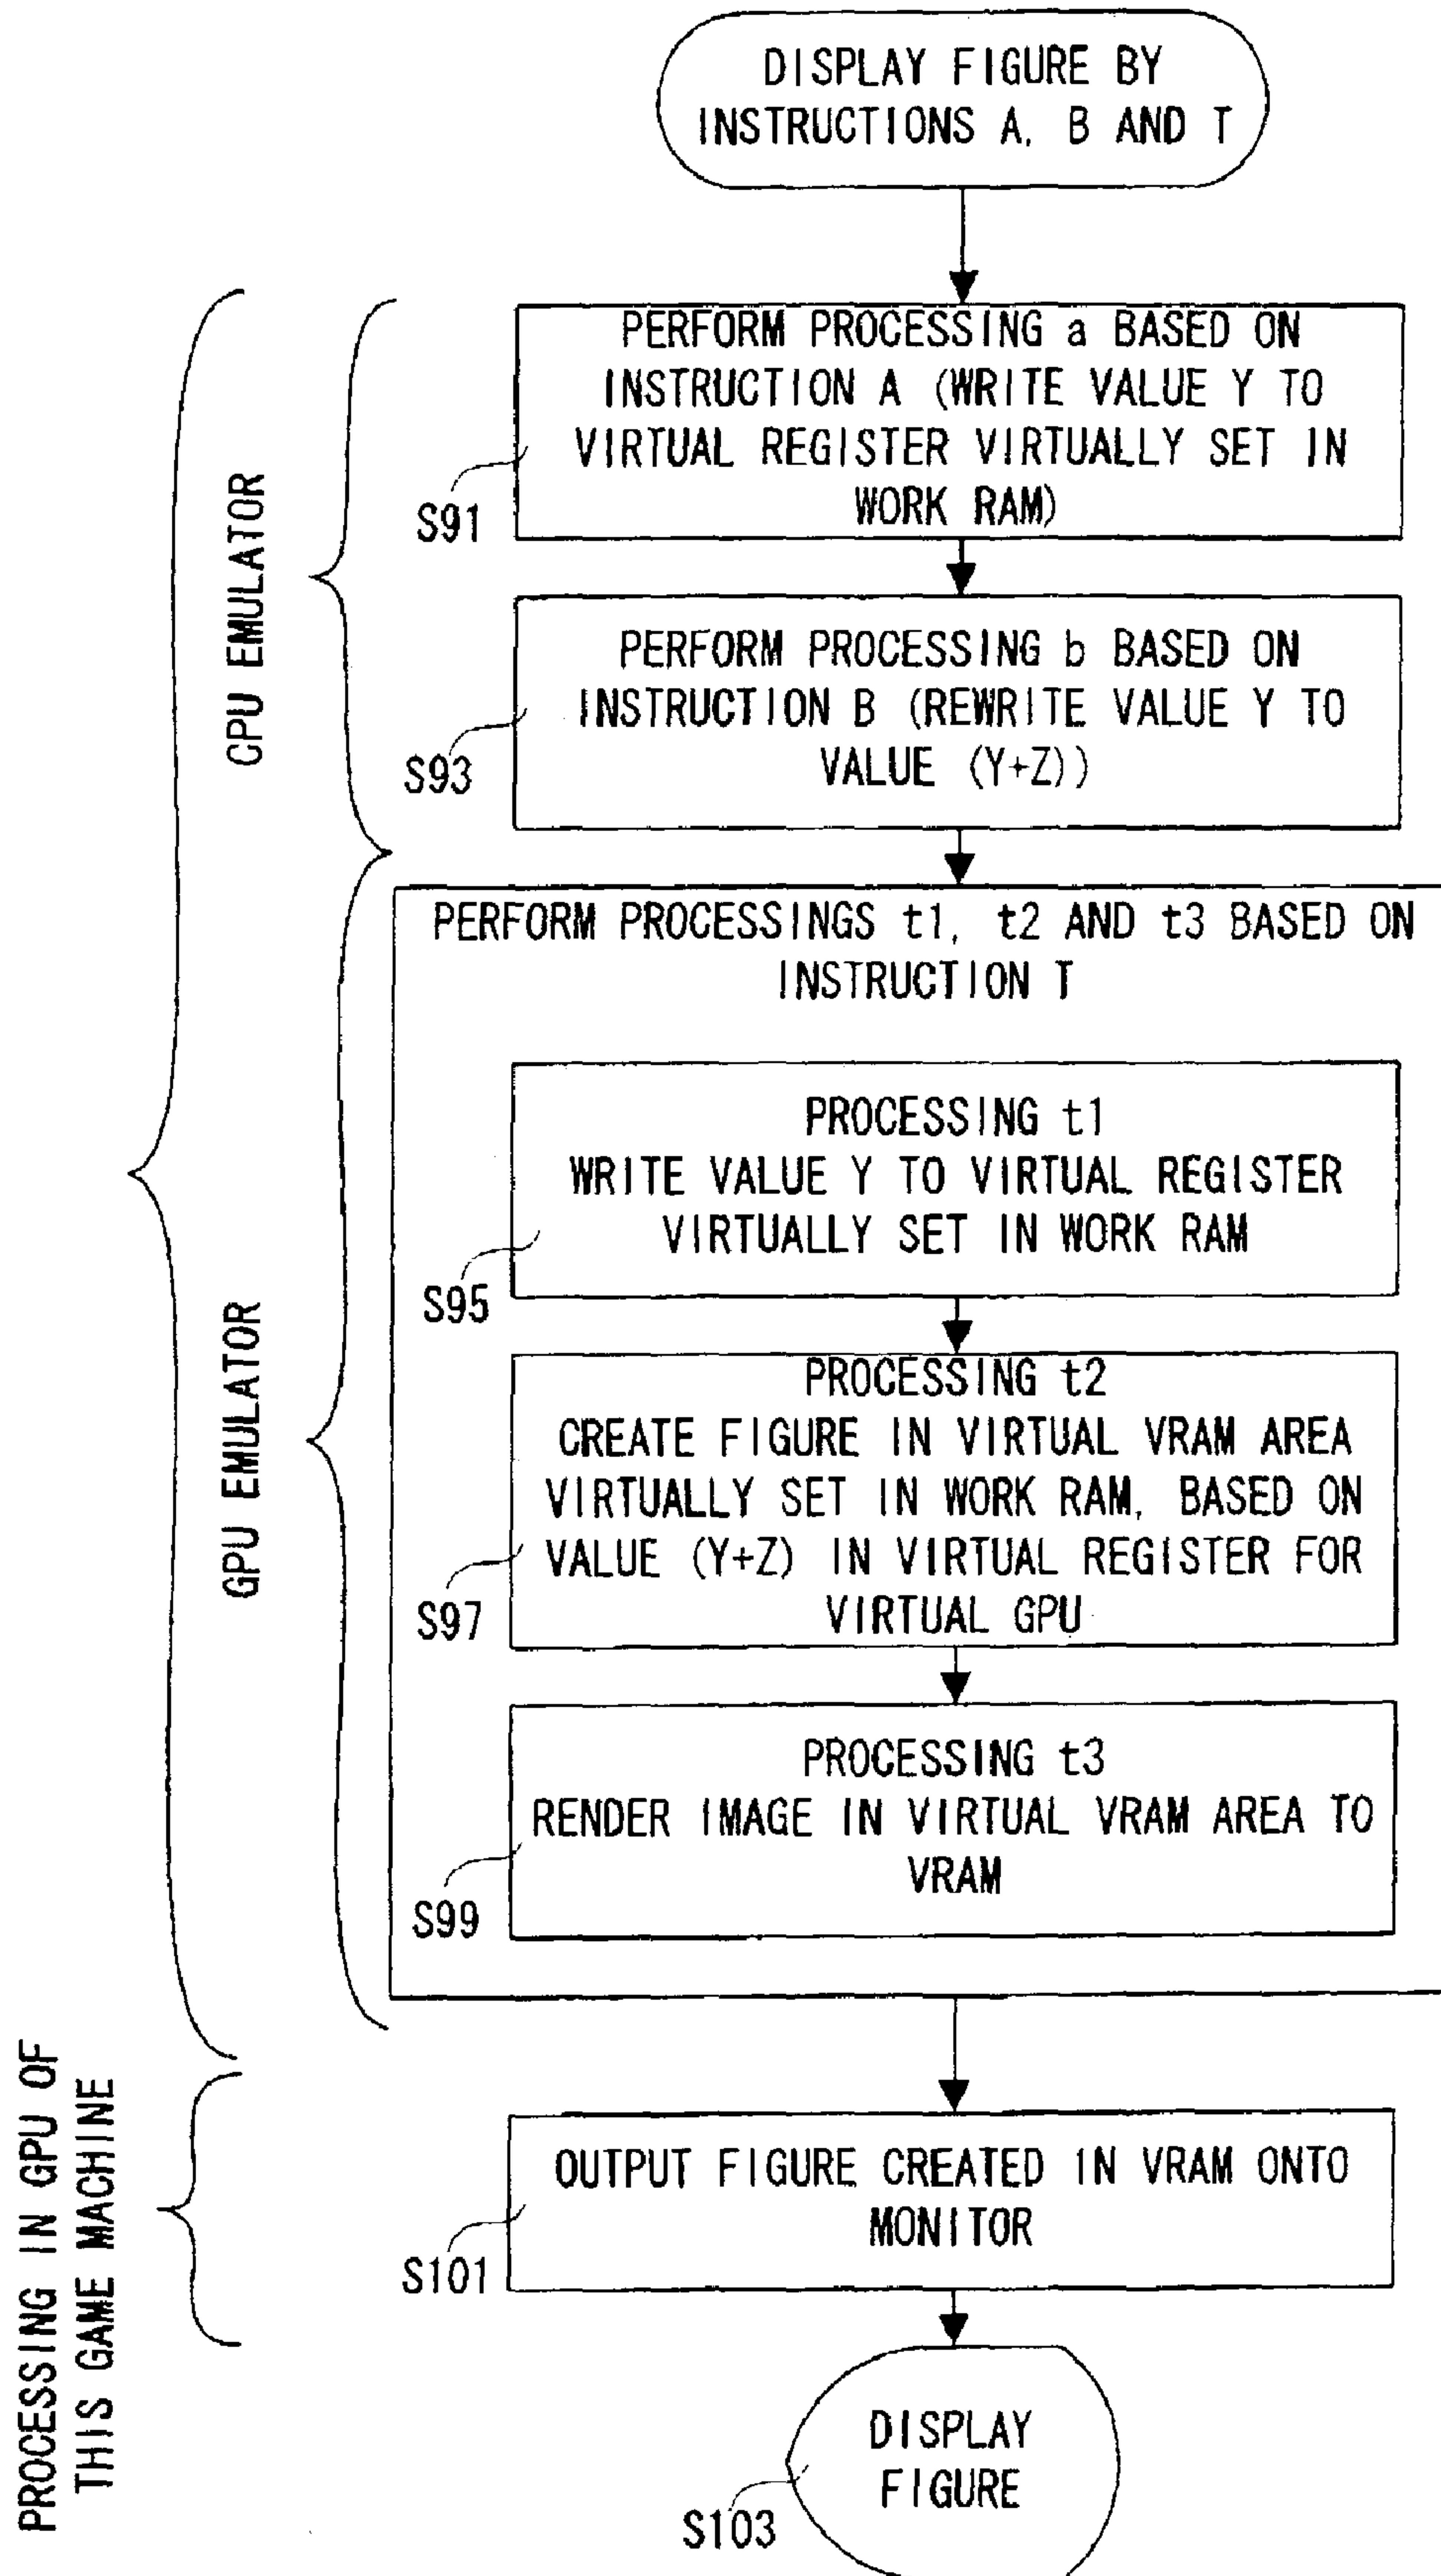 DISPLAY FIGURE BY
INSTRUCTIONS A, B AND T
CPU EMULATOR
PERFORM PROCESSING a BASED ON
INSTRUCTION A (WRITE VALUE Y TO
VIRTUAL REGISTER VIRTUALLY SET IN
WORK RAM)
S91
PERFORM PROCESSING b BASED ON
INSTRUCTION B (REWRITE VALUE Y TO
VALUE (Y+Z))
S93
GPU EMULATOR
PERFORM PROCESSINGS t1, t2 AND t3 BASED ON
INSTRUCTION T
PROCESSING t1
WRITE VALUE Y TO VIRTUAL REGISTER
VIRTUALLY SET IN WORK RAM
S95
PROCESSING t2
CREATE FIGURE IN VIRTUAL VRAM AREA
VIRTUALLY SET IN WORK RAM, BASED ON
VALUE (Y+Z) IN VIRTUAL REGISTER FOR
VIRTUAL GPU
S97
PROCESSING t3
RENDER IMAGE IN VIRTUAL VRAM AREA TO
VRAM
S99
PROCESSING IN GPU OF
THIS GAME MACHINE
OUTPUT FIGURE CREATED IN VRAM ONTO
MONITOR
S101
DISPLAY
FIGURE
S103